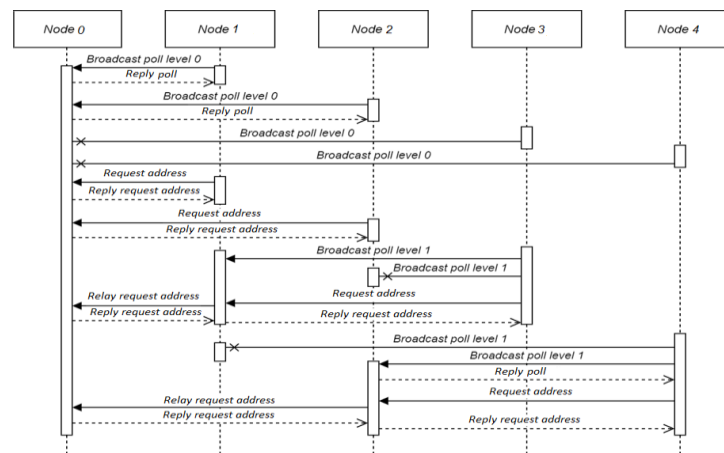 Node 0
Node 1
Node 2
Node 3
Node 4
Broadcast poll level 0
Reply poll
Broadcast poll level 0
Reply poll
Broadcast poll level 0
Broadcast poll level 0
Request address
Reply request address
Request address
Reply request address
Broadcast poll level 1
Broadcast poll level 1
Request address
Relay request address
Reply request address
Reply request address
Broadcast poll level 1
Broadcast poll level 1
Reply poll
Request address
Relay request address
Reply request address
Reply request address